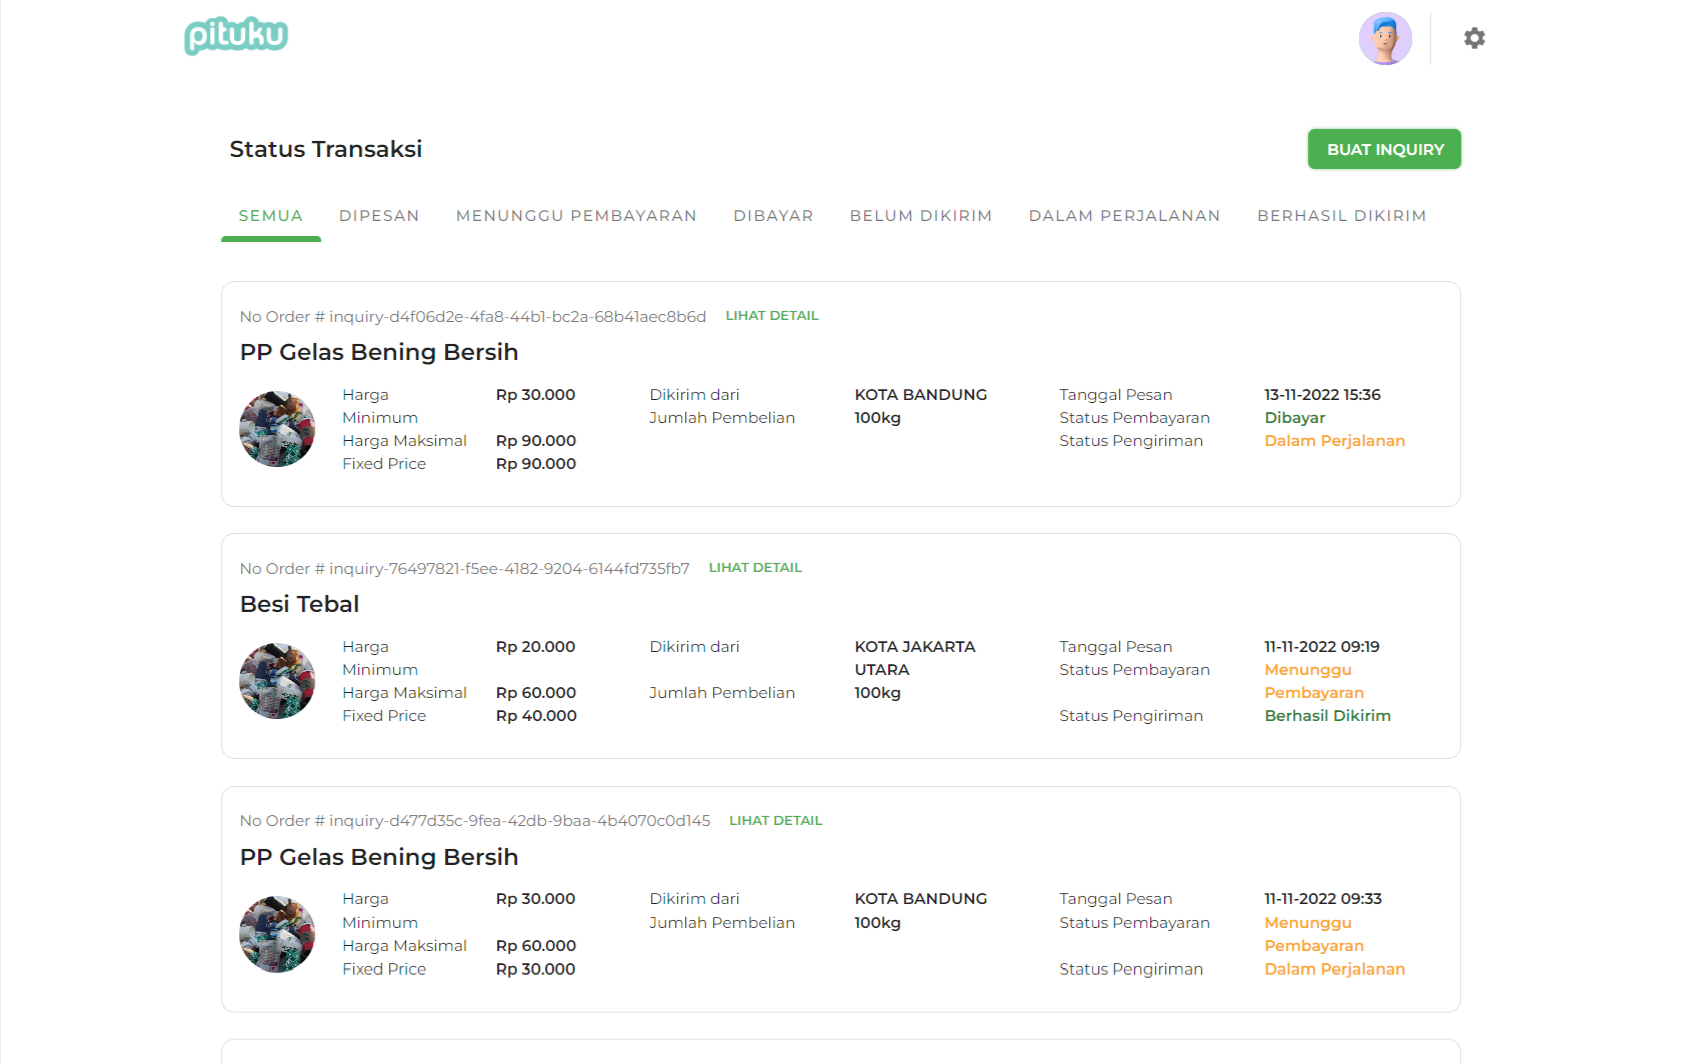 pituku
Status Transaksi
BUAT INQUIRY
SEMUA DIPESAN MENUNGGU PEMBAYARAN DIBAYAR BELUM DIKIRIM DALAM PERJALANAN BERHASIL DIKIRIM
No Order # inquiry-d4f06d2e-4fa8-44b1-bc2a-68b41aec8b6d LIHAT DETAIL
PP Gelas Bening Bersih
Harga Rp 30.000 Dikirim dari KOTA BANDUNG Tanggal Pesan 13-11-2022 15:36
Minimum Jumlah Pembelian 100kg Status Pembayaran Dibayar
Harga Maksimal Rp 90.000 Status Pengiriman Dalam Perjalanan
Fixed Price Rp 90.000
No Order # inquiry-76497821-f5ee-4182-9204-6144fd735fb7 LIHAT DETAIL
Besi Tebal
Harga Rp 20.000 Dikirim dari KOTA JAKARTA Tanggal Pesan 11-11-2022 09:19
Minimum UTARA Status Pembayaran Menunggu
Harga Maksimal Rp 60.000 Jumlah Pembelian 100kg Pembayaran
Fixed Price Rp 40.000 Status Pengiriman Berhasil Dikirim
No Order # inquiry-d477d35c-9fea-42db-9baa-4b4070c0d145 LIHAT DETAIL
PP Gelas Bening Bersih
Harga Rp 30.000 Dikirim dari KOTA BANDUNG Tanggal Pesan 11-11-2022 09:33
Minimum Jumlah Pembelian 100kg Status Pembayaran Menunggu
Harga Maksimal Rp 60.000 Pembayaran
Fixed Price Rp 30.000 Status Pengiriman Dalam Perjalanan